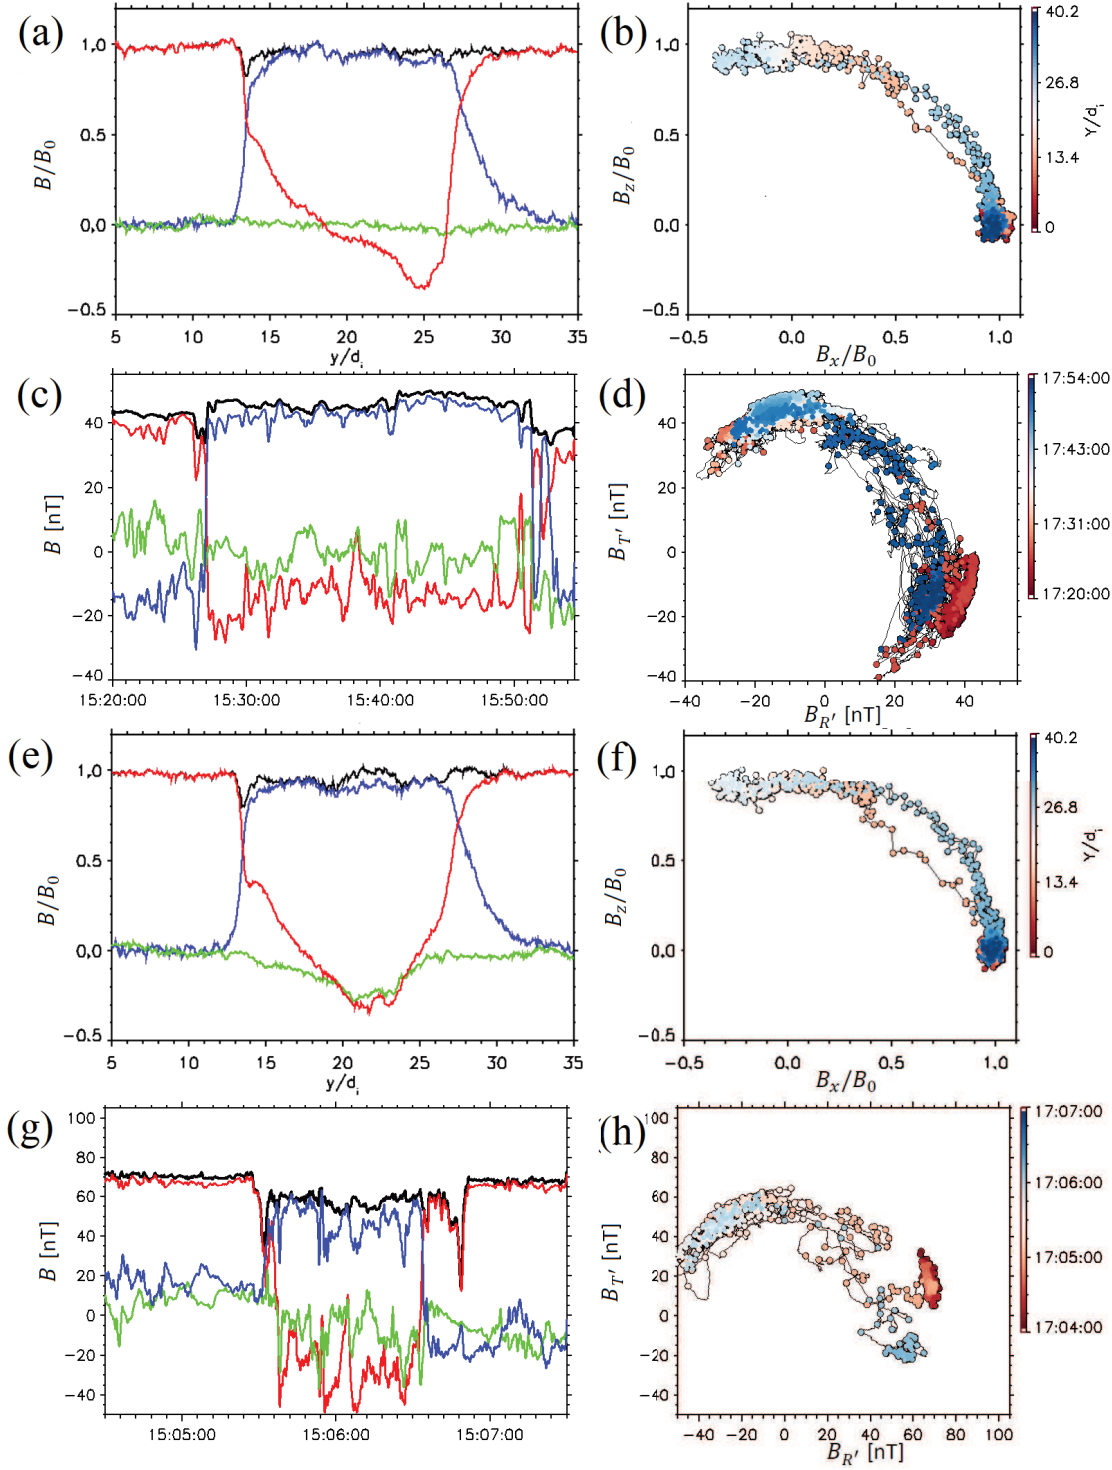 (a)
1.0
0.5
0.0
−0.5
B/B₀
5 10 15 20 25 30 35
y/dᵢ
(b)
1.0
0.5
0.0
−0.5
B_z/B₀
−0.5 0.0 0.5 1.0
Bₓ/B₀
40.2
26.8
13.4
0
Y/dᵢ
(c)
40
20
0
−20
−40
B [nT]
15:20:00 15:30:00 15:40:00 15:50:00
(d)
40
20
0
−20
−40
B_T′ [nT]
−40 −20 0 20 40
B_R′ [nT]
17:54:00
17:43:00
17:31:00
17:20:00
(e)
1.0
0.5
0.0
−0.5
B/B₀
5 10 15 20 25 30 35
y/dᵢ
(f)
1.0
0.5
0.0
−0.5
B_z/B₀
−0.5 0.0 0.5 1.0
Bₓ/B₀
40.2
26.8
13.4
0
Y/dᵢ
(g)
100
80
60
40
20
0
−20
−40
B [nT]
15:05:00 15:06:00 15:07:00
(h)
100
80
60
40
20
0
−20
−40
B_T′ [nT]
−40 −20 0 20 40 60 80 100
B_R′ [nT]
17:07:00
17:06:00
17:05:00
17:04:00